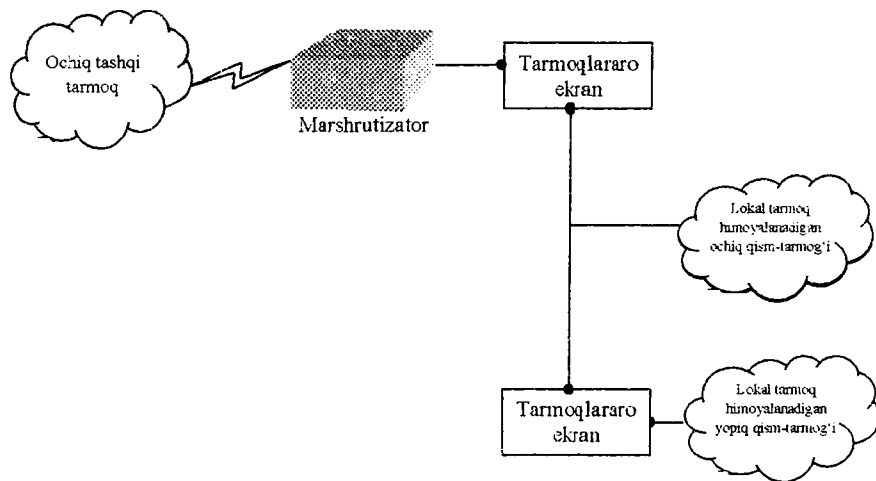 Ochiq tashqi
tarmoq
Marshrutizator
Tarmoqlararo
ekran
Lokal tarmoq
himoyalanadigan
ochiq qism-tarmog'i
Tarmoqlararo
ekran
Lokal tarmoq
himoyalanadigan
yopiq qism-tarmog'i